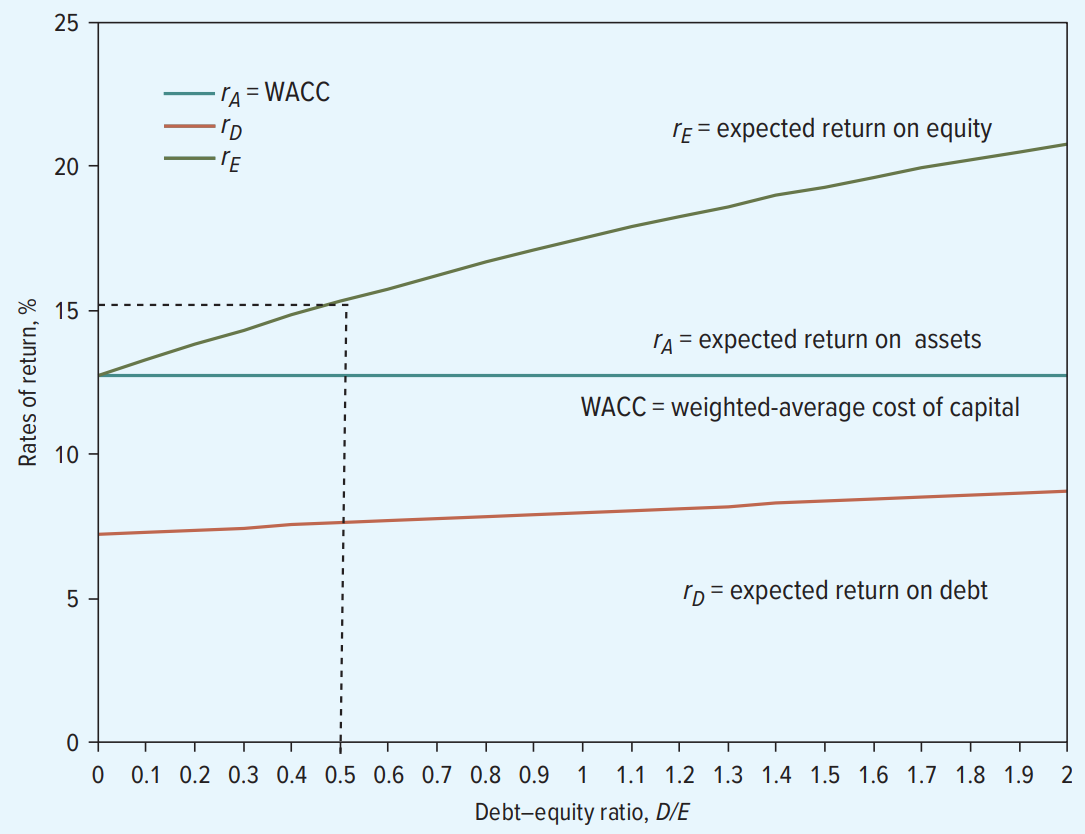 25
20
15
10
5
0
Rates of return, %
rA = WACC
rD
rE
rE = expected return on equity
rA = expected return on assets
WACC = weighted-average cost of capital
rD = expected return on debt
0 0.1 0.2 0.3 0.4 0.5 0.6 0.7 0.8 0.9 1 1.1 1.2 1.3 1.4 1.5 1.6 1.7 1.8 1.9 2
Debt–equity ratio, D/E